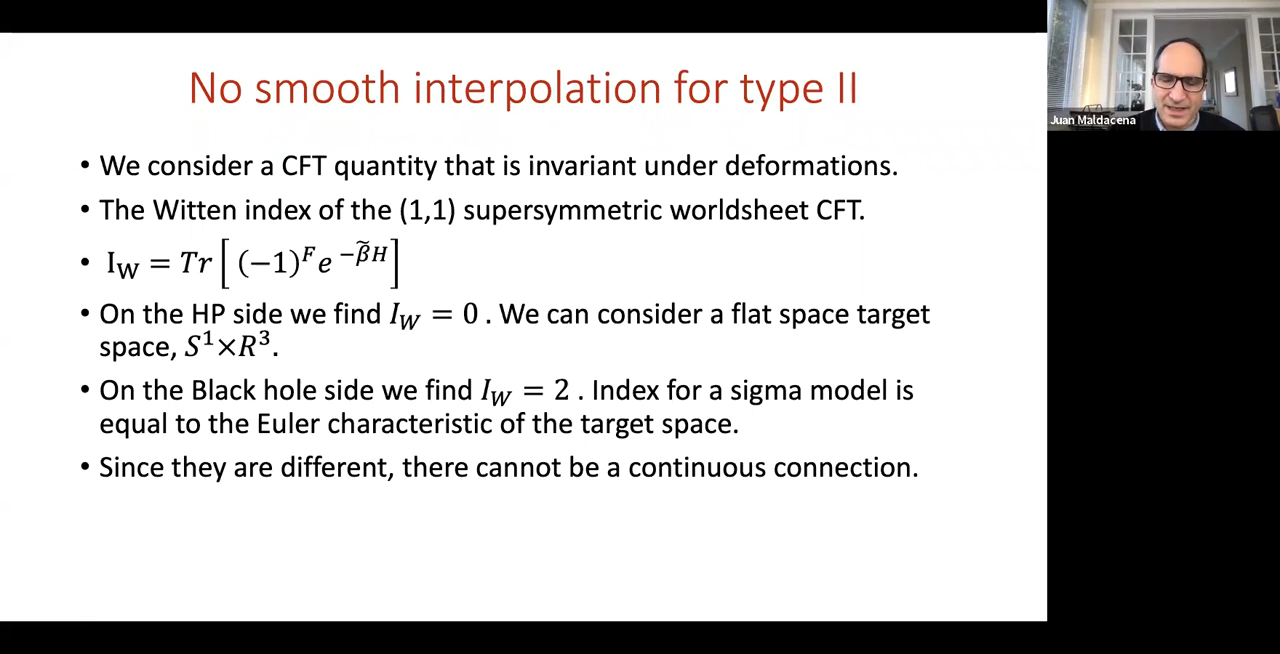 No smooth interpolation for type II
Juan Maldacena
• We consider a CFT quantity that is invariant under deformations.
• The Witten index of the (1,1) supersymmetric worldsheet CFT.
• I_W = Tr[ (−1)^F e^{−β̃H} ]
• On the HP side we find I_W = 0 . We can consider a flat space target
space, S^1×R^3.
• On the Black hole side we find I_W = 2 . Index for a sigma model is
equal to the Euler characteristic of the target space.
• Since they are different, there cannot be a continuous connection.